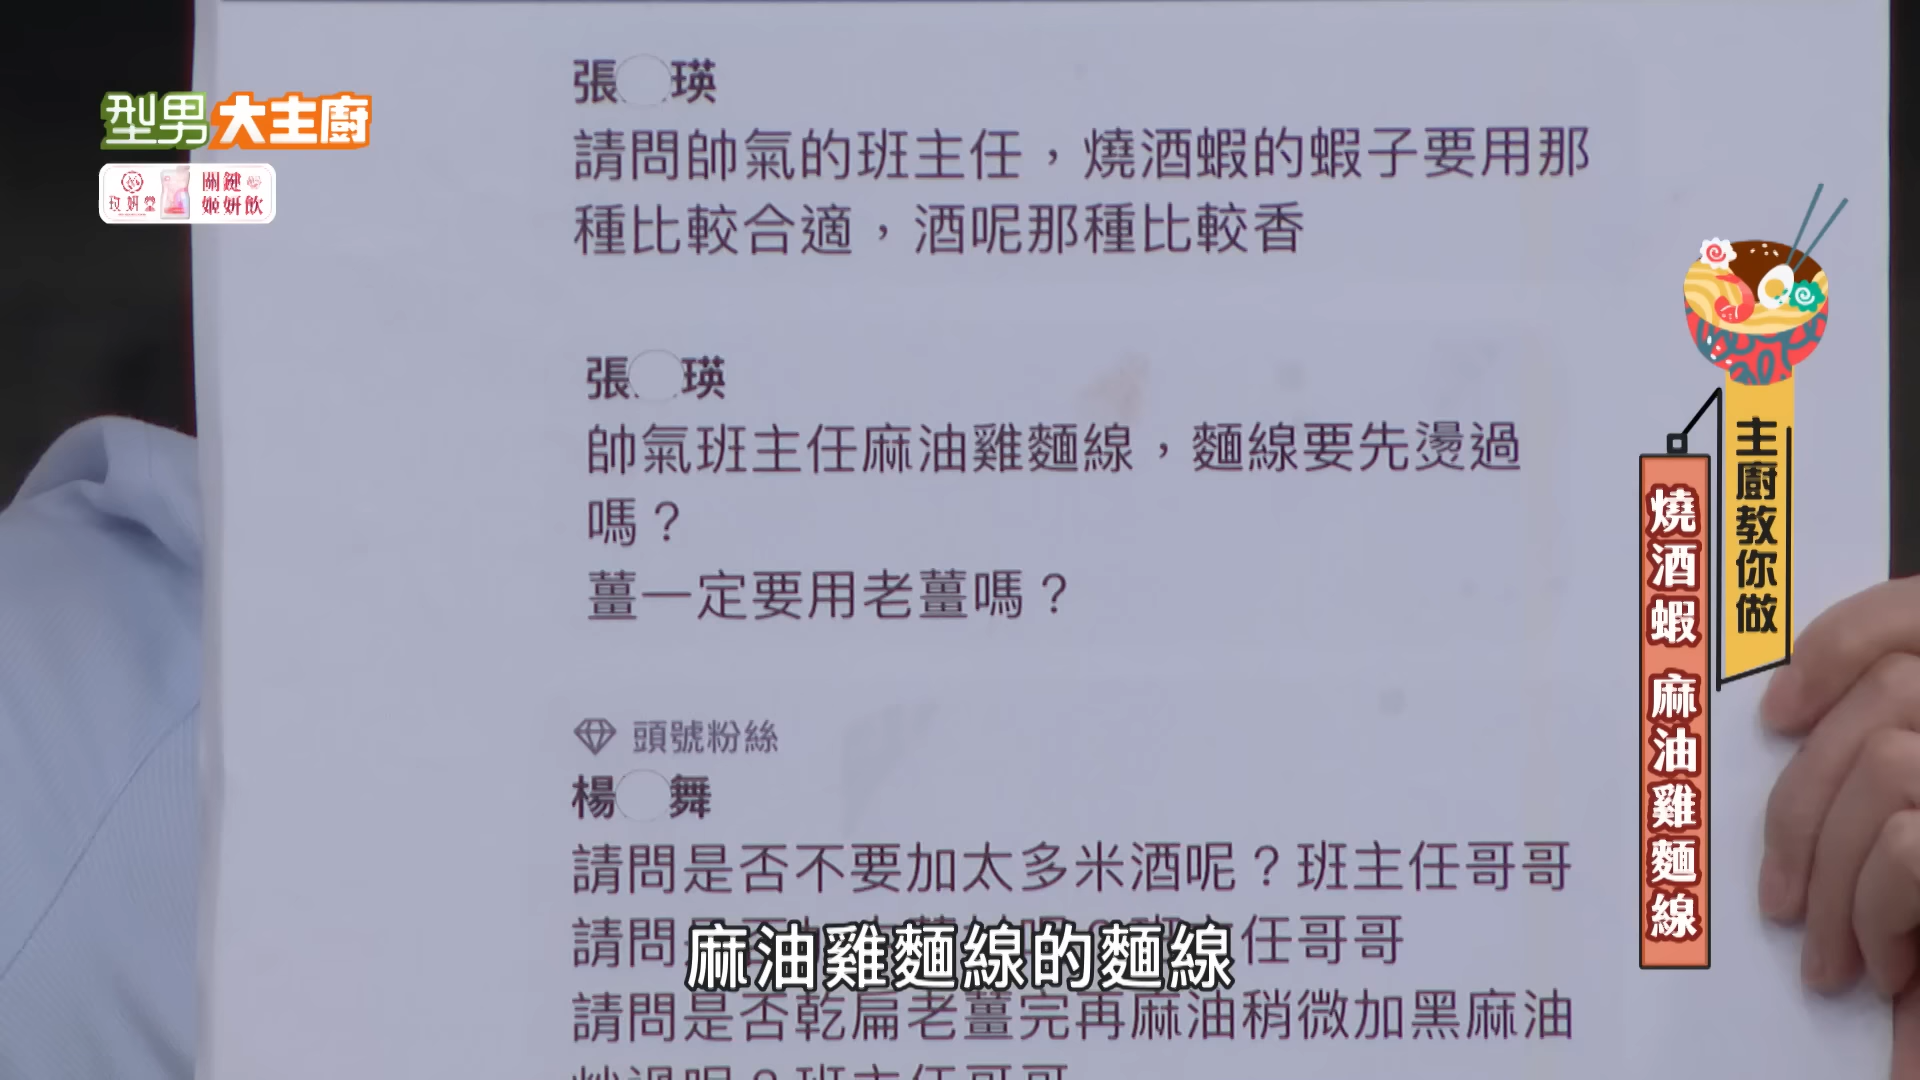 型男大主廚
玫妍堂
關鍵
姬妍飲
張 瑛
請問帥氣的班主任，燒酒蝦的蝦子要用那
種比較合適，酒呢那種比較香
張 瑛
帥氣班主任麻油雞麵線，麵線要先燙過
嗎？
薑一定要用老薑嗎？
頭號粉絲
楊 舞
請問是否不要加太多米酒呢？班主任哥哥
請問 任哥哥
請問是否乾扁老薑完再麻油稍微加黑麻油
主廚教你做
燒酒蝦 麻油雞麵線
麻油雞麵線的麵線